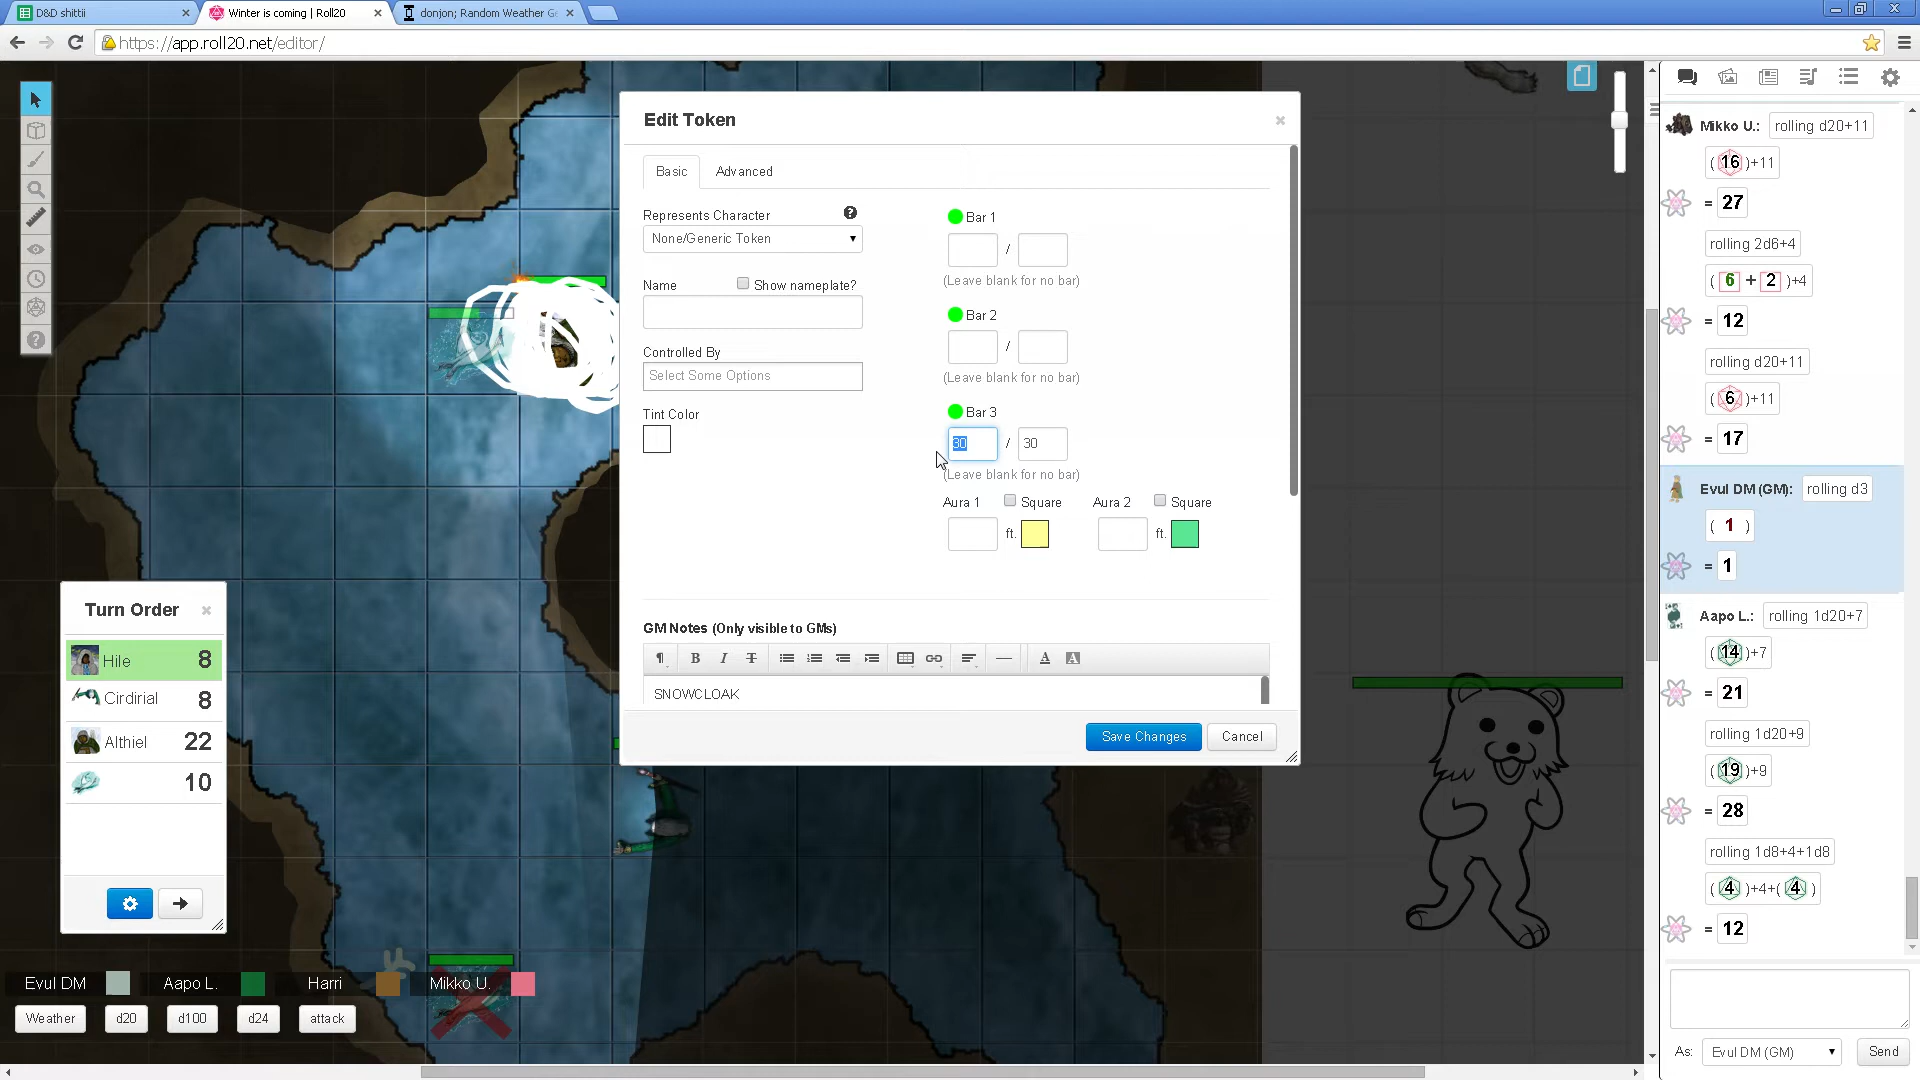 D&D shittii
Winter is coming | Roll20
donjon; Random Weather Ge
https://app.roll20.net/editor/
Edit Token
Basic
Advanced
Represents Character
None/Generic Token
Name
Show nameplate?
Controlled By
Select Some Options
Tint Color
Bar 1
/
(Leave blank for no bar)
Bar 2
/
(Leave blank for no bar)
Bar 3
30 / 30
(Leave blank for no bar)
Aura 1 Square Aura 2 Square
ft. ft.
GM Notes (Only visible to GMs)
B I T
A A
SNOWCLOAK
Save Changes
Cancel
Turn Order
Hile 8
Cirdirial 8
Althiel 22
10
Evul DM
Aapo L.
Harri
Mikko U.
Weather
d20
d100
d24
attack
Mikko U.: rolling d20+11
(16)+11
= 27
rolling 2d6+4
(6+2)+4
= 12
rolling d20+11
(6)+11
= 17
Evul DM (GM): rolling d3
(1)
= 1
Aapo L.: rolling 1d20+7
(14)+7
= 21
rolling 1d20+9
(19)+9
= 28
rolling 1d8+4+1d8
(4)+4+(4)
= 12
As: Evul DM (GM)
Send